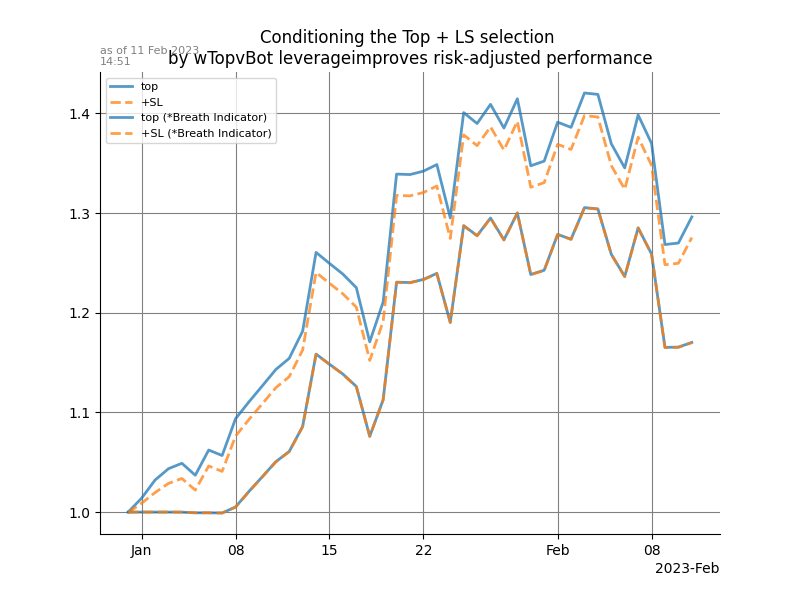 Conditioning the Top + LS selection
by wTopvBot leverageimproves risk-adjusted performance
as of 11 Feb 2023
14:51
top
+SL
top (*Breath Indicator)
+SL (*Breath Indicator)
1.4
1.3
1.2
1.1
1.0
Jan 08 15 22 Feb 08
2023-Feb